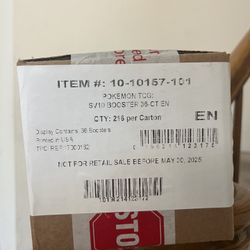 ITEM #: 10-10157-101
POKEMON TCG:
SV10 BOOSTER 36-CT EN
QTY: 216 per Carton
EN
Display Contains: 36 Boosters
Printed in USA
NOT FOR RETAIL SALE BEFORE MAY 30, 2025
STO